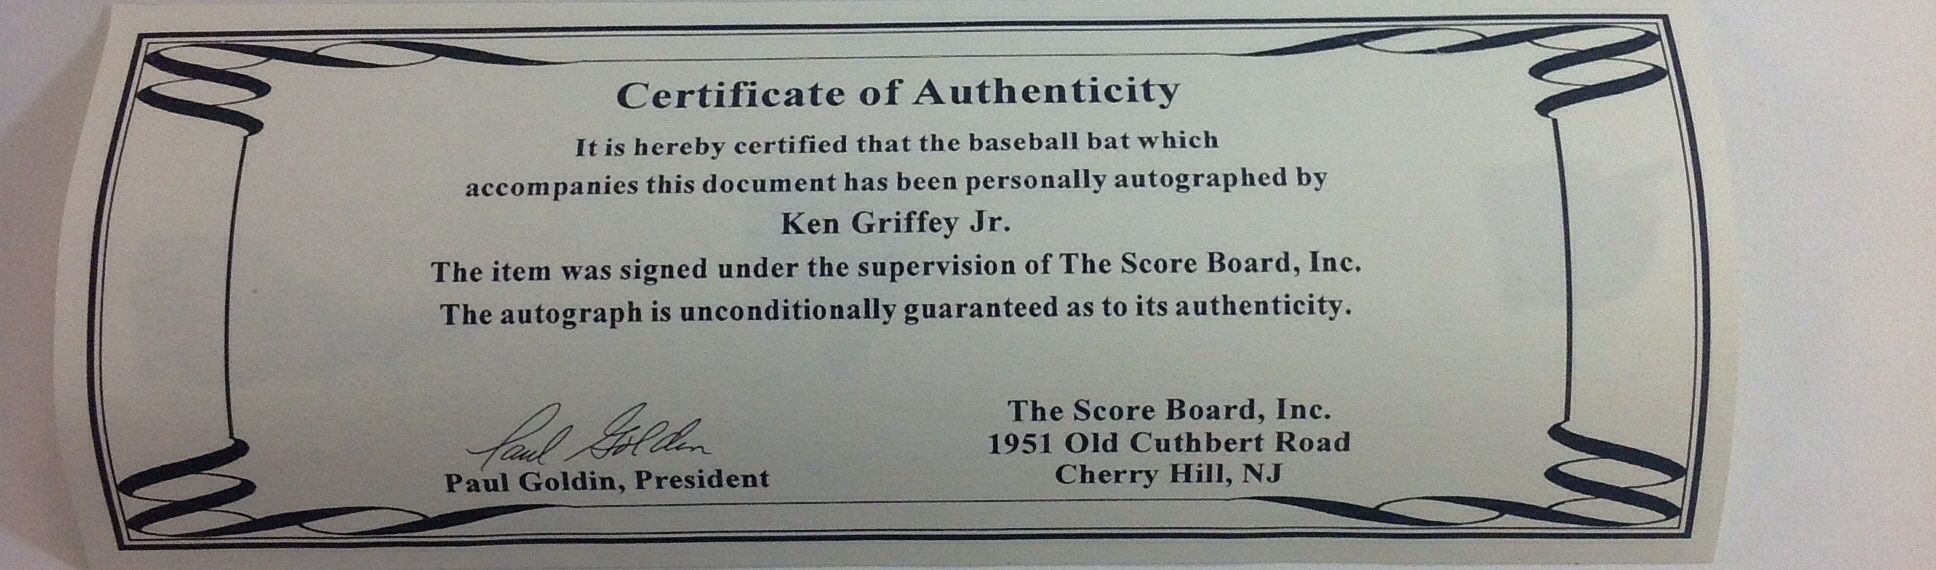 Certificate of Authenticity
It is hereby certified that the baseball bat which
accompanies this document has been personally autographed by
Ken Griffey Jr.
The item was signed under the supervision of The Score Board, Inc.
The autograph is unconditionally guaranteed as to its authenticity.
Paul Goldin
Paul Goldin, President
The Score Board, Inc.
1951 Old Cuthbert Road
Cherry Hill, NJ